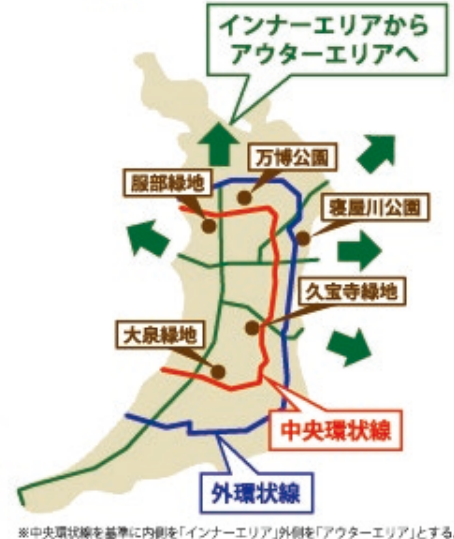 インナーエリアから
アウターエリアへ
万博公園
服部緑地
寝屋川公園
久宝寺緑地
大泉緑地
中央環状線
外環状線
※中央環状線を基準に内側を「インナーエリア」外側を「アウターエリア」とする。